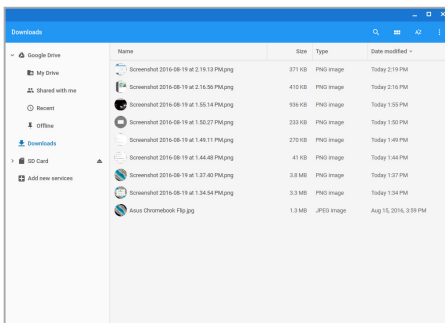 Downloads
Google Drive
My Drive
Shared with me
Recent
Offline
Downloads
SD Card
Add new services
Name Size Type Date modified
Screenshot 2016-08-19 at 2.19.13 PM.png 371 KB PNG image Today 2:19 PM
Screenshot 2016-08-19 at 2.16.56 PM.png 410 KB PNG image Today 2:16 PM
Screenshot 2016-08-19 at 1.55.14 PM.png 936 KB PNG image Today 1:55 PM
Screenshot 2016-08-19 at 1.50.27 PM.png 233 KB PNG image Today 1:50 PM
Screenshot 2016-08-19 at 1.49.11 PM.png 270 KB PNG image Today 1:49 PM
Screenshot 2016-08-19 at 1.44.48 PM.png 41 KB PNG image Today 1:44 PM
Screenshot 2016-08-19 at 1.37.40 PM.png 3.8 MB PNG image Today 1:37 PM
Screenshot 2016-08-19 at 1.34.54 PM.png 3.3 MB PNG image Today 1:34 PM
Asus Chromebook Flip.jpg 1.3 MB JPEG image Aug 15, 2016, 3:59 PM